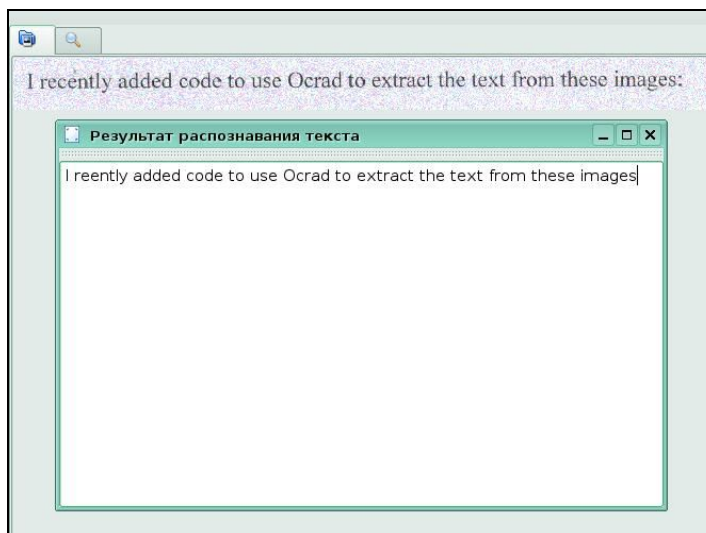 I recently added code to use Ocrad to extract the text from these images:
Результат распознавания текста
I reently added code to use Ocrad to extract the text from these images